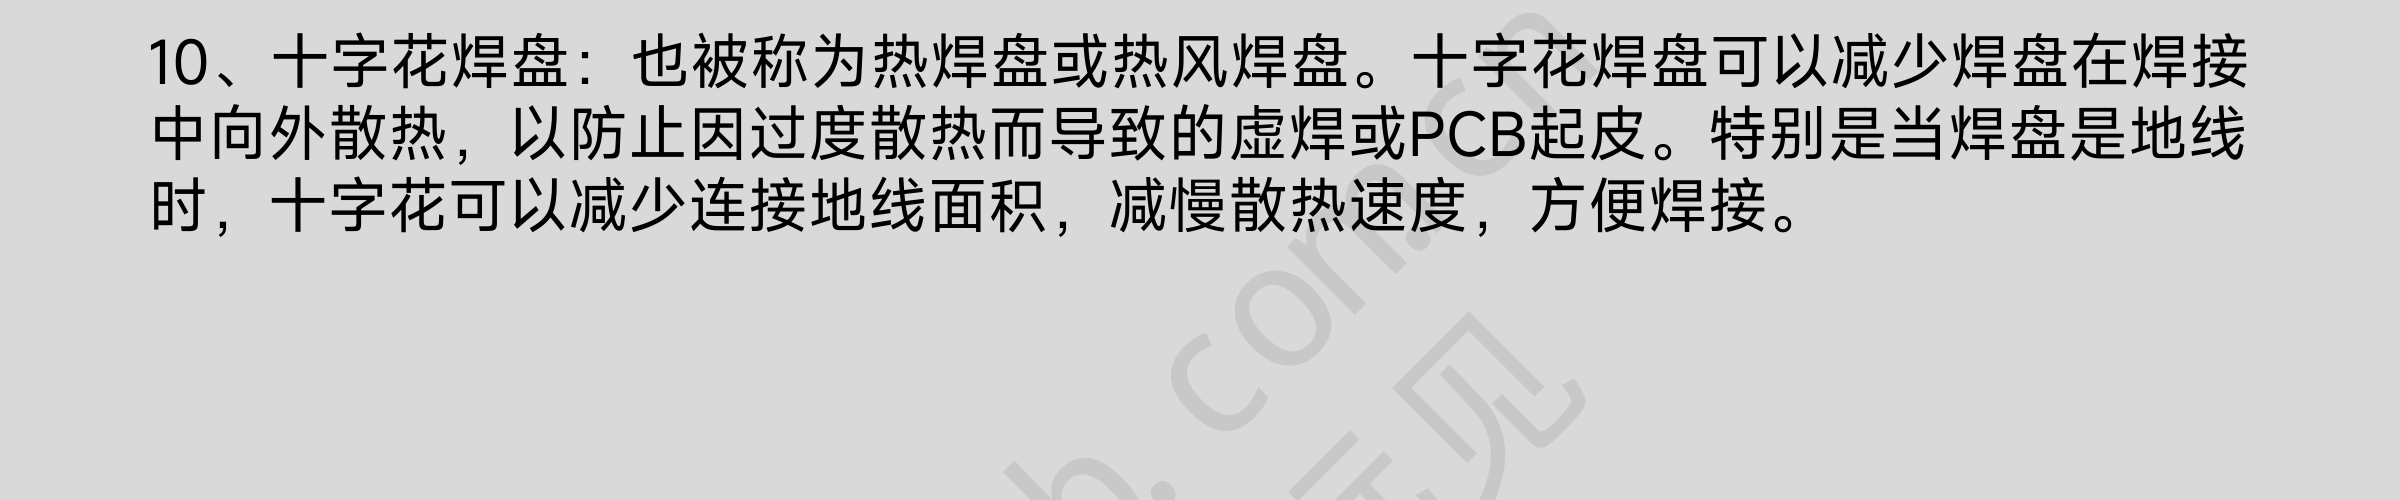 10、十字花焊盘：也被称为热焊盘或热风焊盘。十字花焊盘可以减少焊盘在焊接
中向外散热，以防止因过度散热而导致的虚焊或PCB起皮。特别是当焊盘是地线
时，十字花可以减少连接地线面积，减慢散热速度，方便焊接。